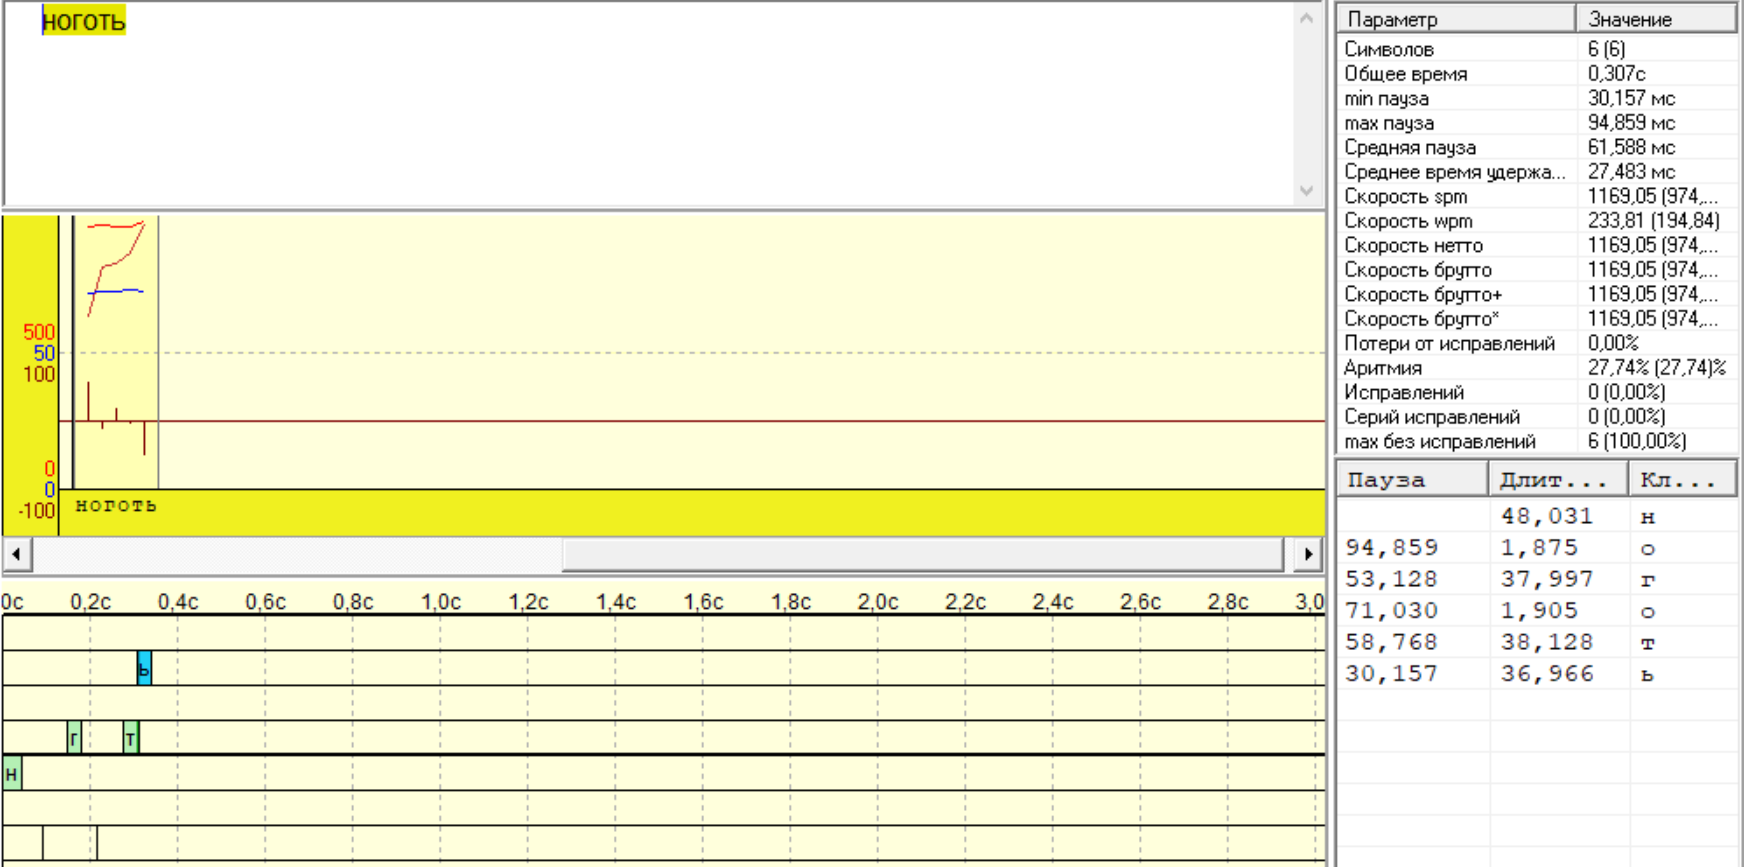 ноготь
500
50
100
0
0
-100
ноготь
0с 0,2с 0,4с 0,6с 0,8с 1,0с 1,2с 1,4с 1,6с 1,8с 2,0с 2,2с 2,4с 2,6с 2,8с 3,0
ь
г т
н
Параметр Значение
Символов 6 (6)
Общее время 0,307с
min пауза 30,157 мс
max пауза 94,859 мс
Средняя пауза 61,588 мс
Среднее время удержа... 27,483 мс
Скорость spm 1169,05 (974,...
Скорость wpm 233,81 (194,84)
Скорость нетто 1169,05 (974,...
Скорость брутто 1169,05 (974,...
Скорость брутто+ 1169,05 (974,...
Скорость брутто* 1169,05 (974,...
Потери от исправлений 0,00%
Аритмия 27,74% (27,74)%
Исправлений 0 (0,00%)
Серий исправлений 0 (0,00%)
max без исправлений 6 (100,00%)
Пауза Длит... Кл...
48,031 н
94,859 1,875 о
53,128 37,997 г
71,030 1,905 о
58,768 38,128 т
30,157 36,966 ь